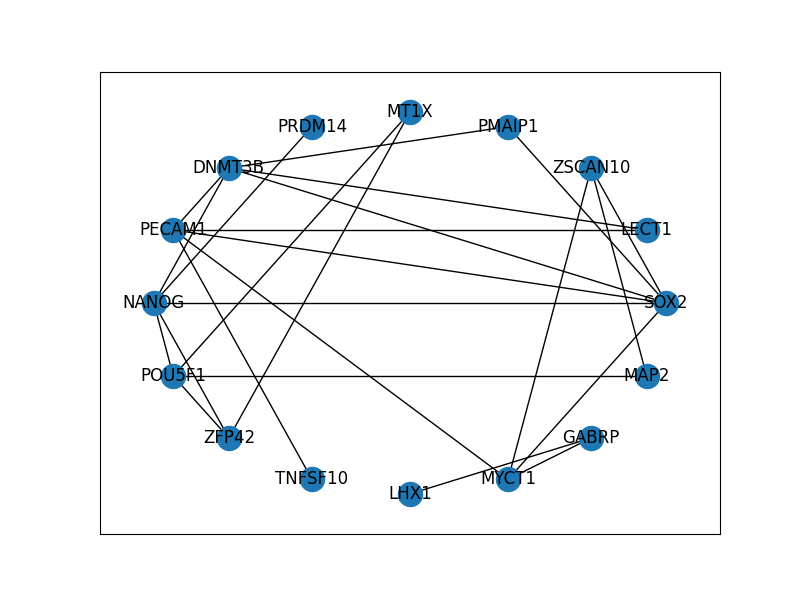 MT1X
PRDM14
PMAIP1
DNMT3B
ZSCAN10
PECAM1
LECT1
NANOG
SOX2
POU5F1
MAP2
ZFP42
GABRP
TNFSF10
MYCT1
LHX1